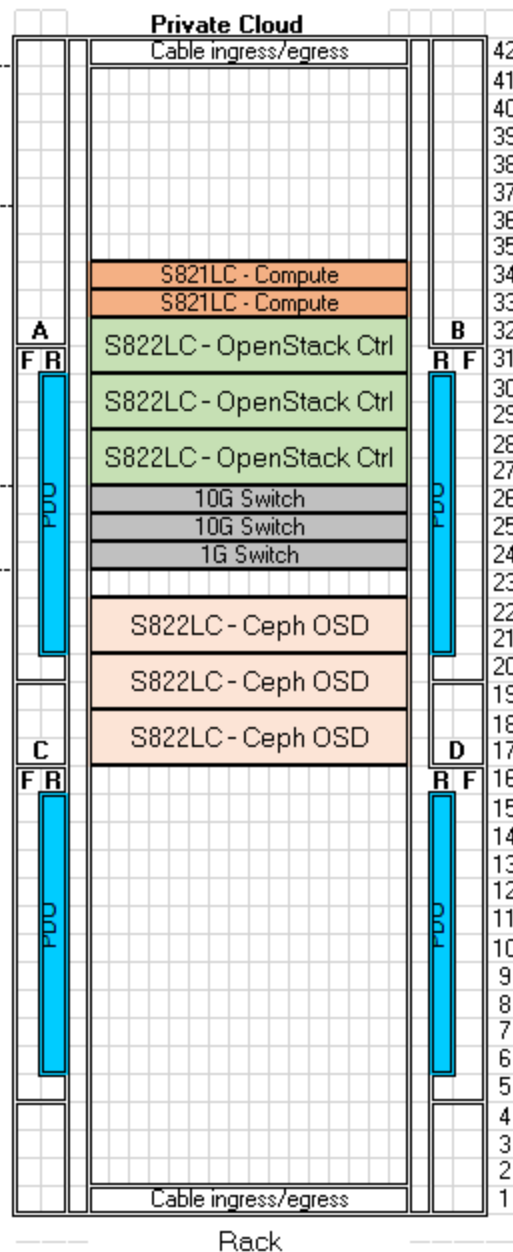 Private Cloud
Cable ingress/egress 42
41
40
39
38
37
36
35
S821LC - Compute 34
S821LC - Compute 33
A B 32
S822LC - OpenStack Ctrl
F R R F 31
30
S822LC - OpenStack Ctrl
29
28
S822LC - OpenStack Ctrl
27
PDU 10G Switch PDU 26
10G Switch 25
1G Switch 24
23
22
S822LC - Ceph OSD
21
20
S822LC - Ceph OSD
19
18
S822LC - Ceph OSD
C D 17
F R R F 16
15
14
13
12
PDU PDU 11
10
9
8
7
6
5
4
3
2
Cable ingress/egress 1
Rack